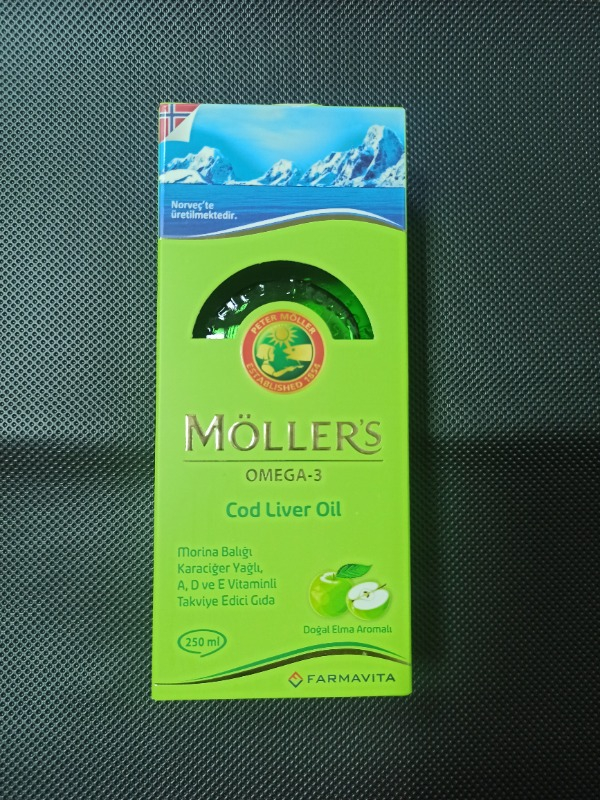 Norveç'te
üretilmektedir.
PETER MÖLLER
ESTABLISHED 1854
MÖLLER'S
OMEGA-3
Cod Liver Oil
Morina Balığı
Karaciğer Yağlı,
A, D ve E Vitaminli
Takviye Edici Gıda
Doğal Elma Aromalı
250 ml
FARMAVITA